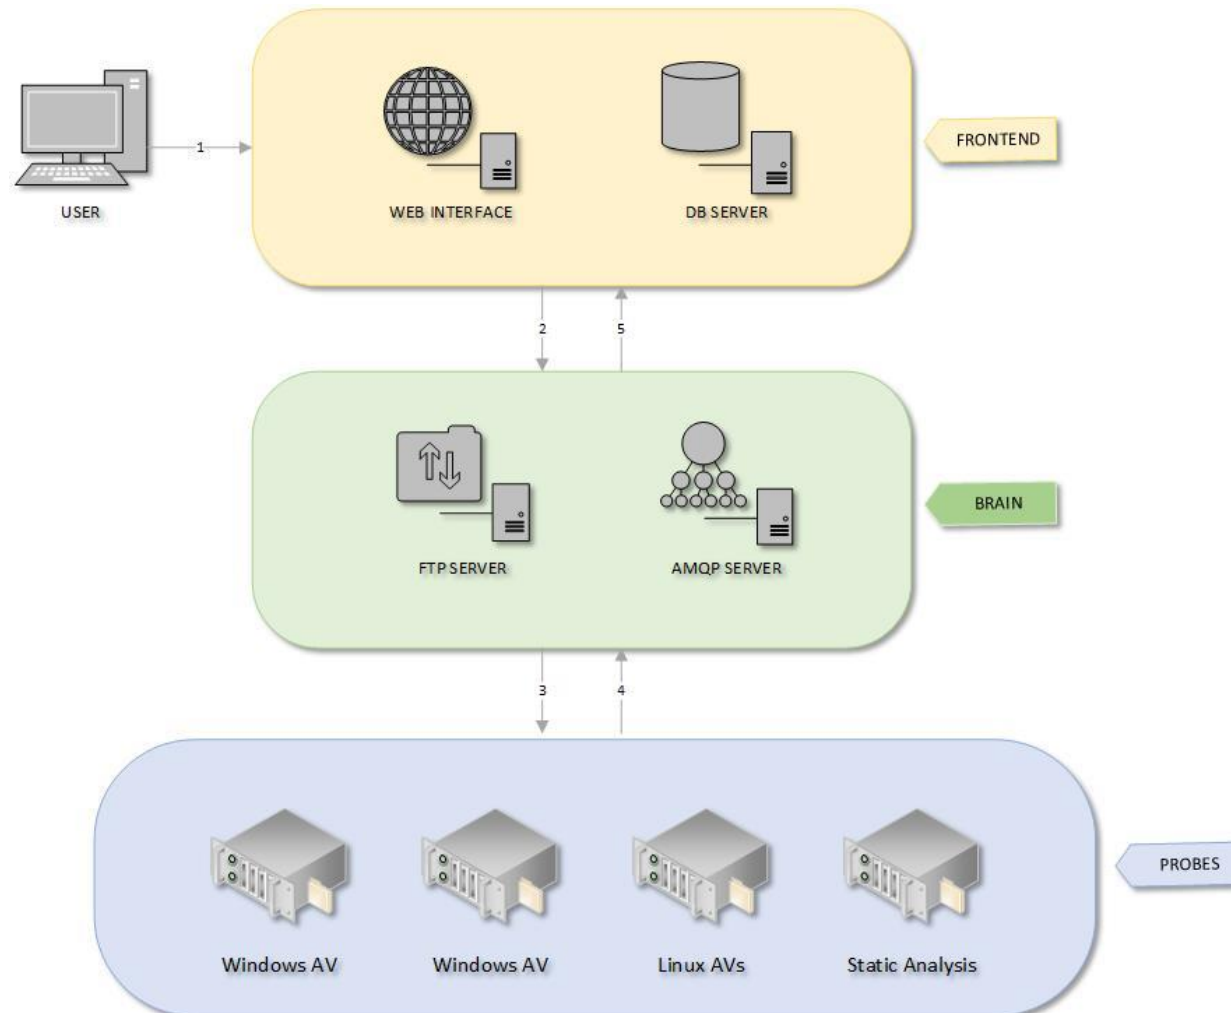 1
USER
WEB INTERFACE
DB SERVER
FRONTEND
2
5
FTP SERVER
AMQP SERVER
BRAIN
3
4
Windows AV
Windows AV
Linux AVs
Static Analysis
PROBES